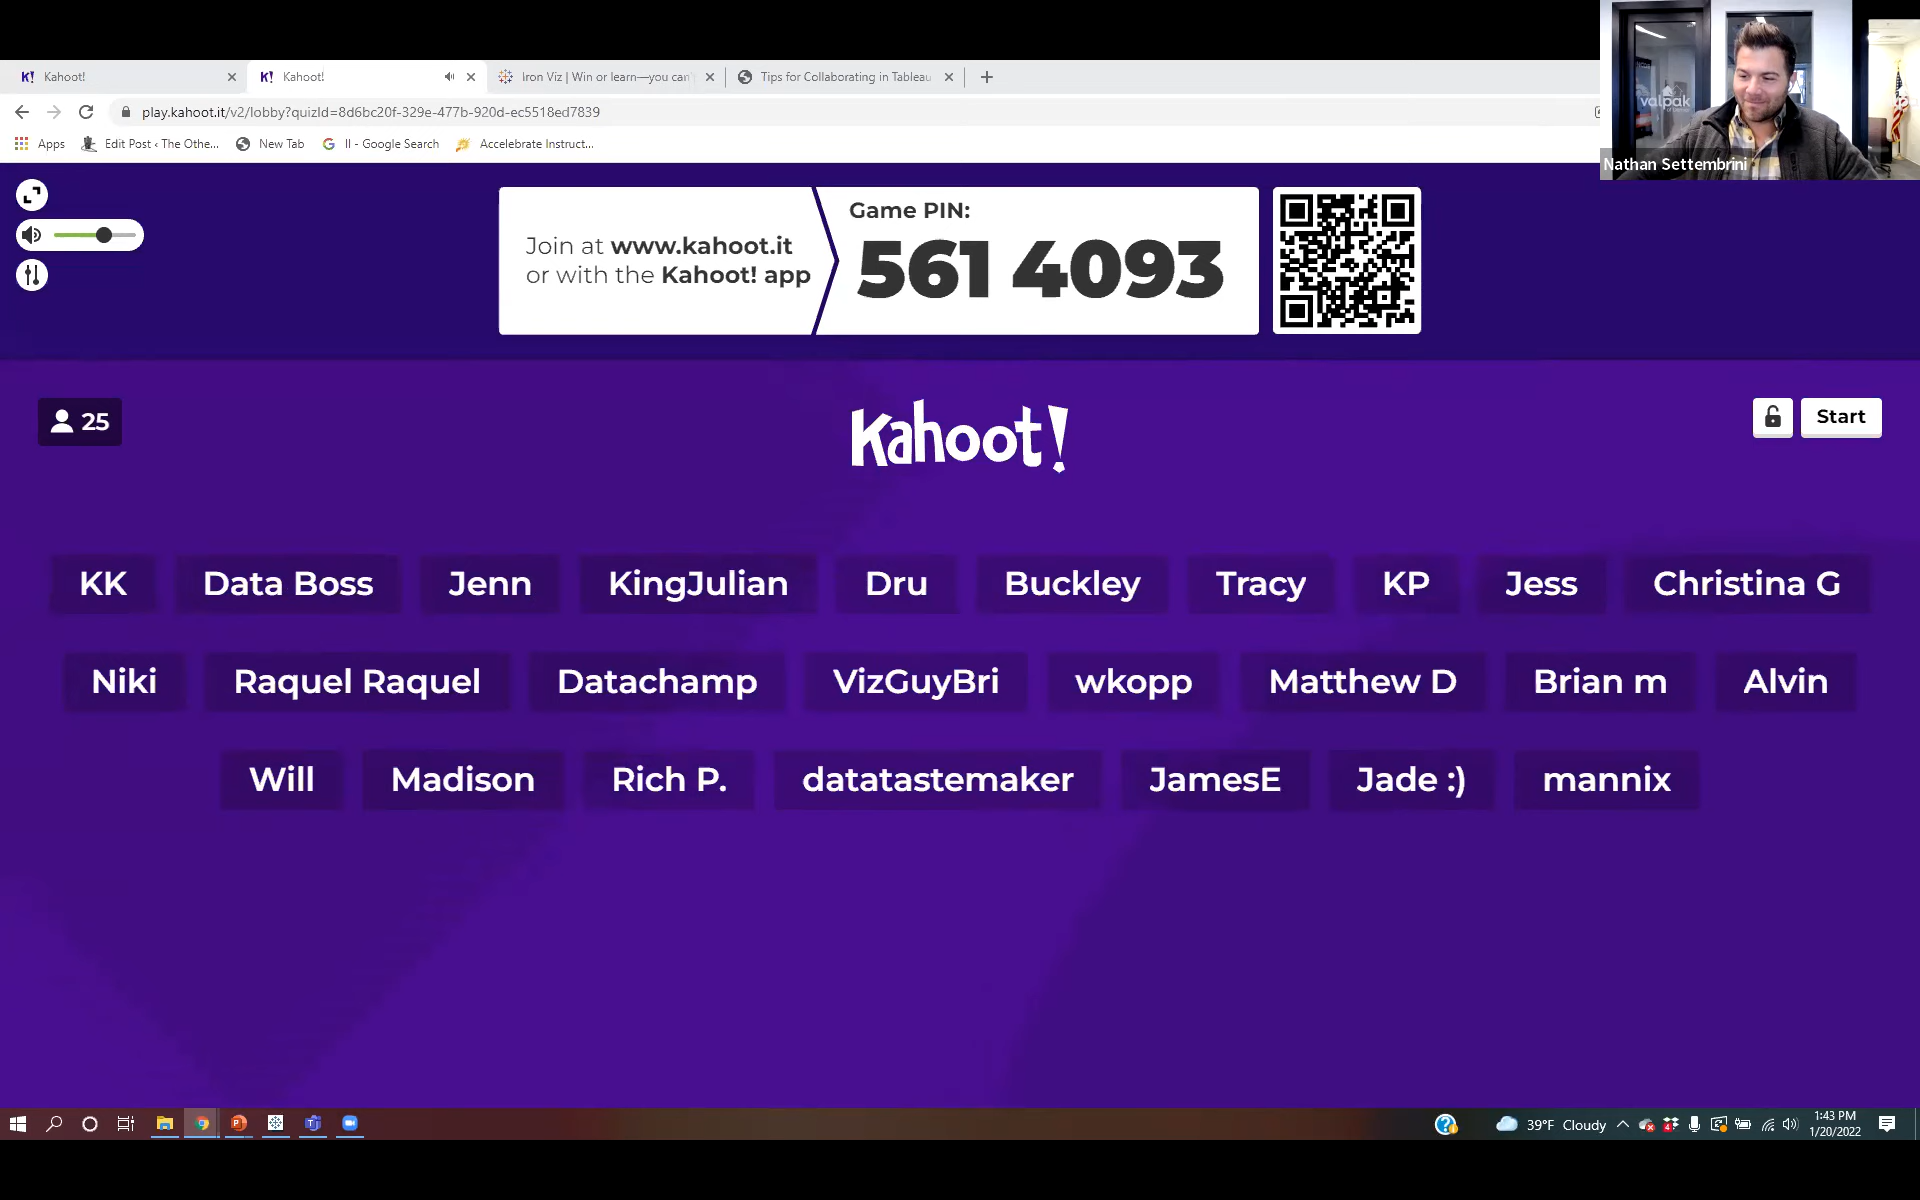 Kahoot!
Kahoot!
Iron Viz | Win or learn—you can'
Tips for Collaborating in Tableau
play.kahoot.it/v2/lobby?quizId=8d6bc20f-329e-477b-920d-ec5518ed7839
Apps
Edit Post ‹ The Othe...
New Tab
II - Google Search
Accelebrate Instruct...
valpak
Nathan Settembrini
Join at www.kahoot.it
or with the Kahoot! app
Game PIN:
561 4093
25
Kahoot!
Start
KK Data Boss Jenn KingJulian Dru Buckley Tracy KP Jess Christina G
Niki Raquel Raquel Datachamp VizGuyBri wkopp Matthew D Brian m Alvin
Will Madison Rich P. datatastemaker JamesE Jade :) mannix
39°F Cloudy
1:43 PM
1/20/2022